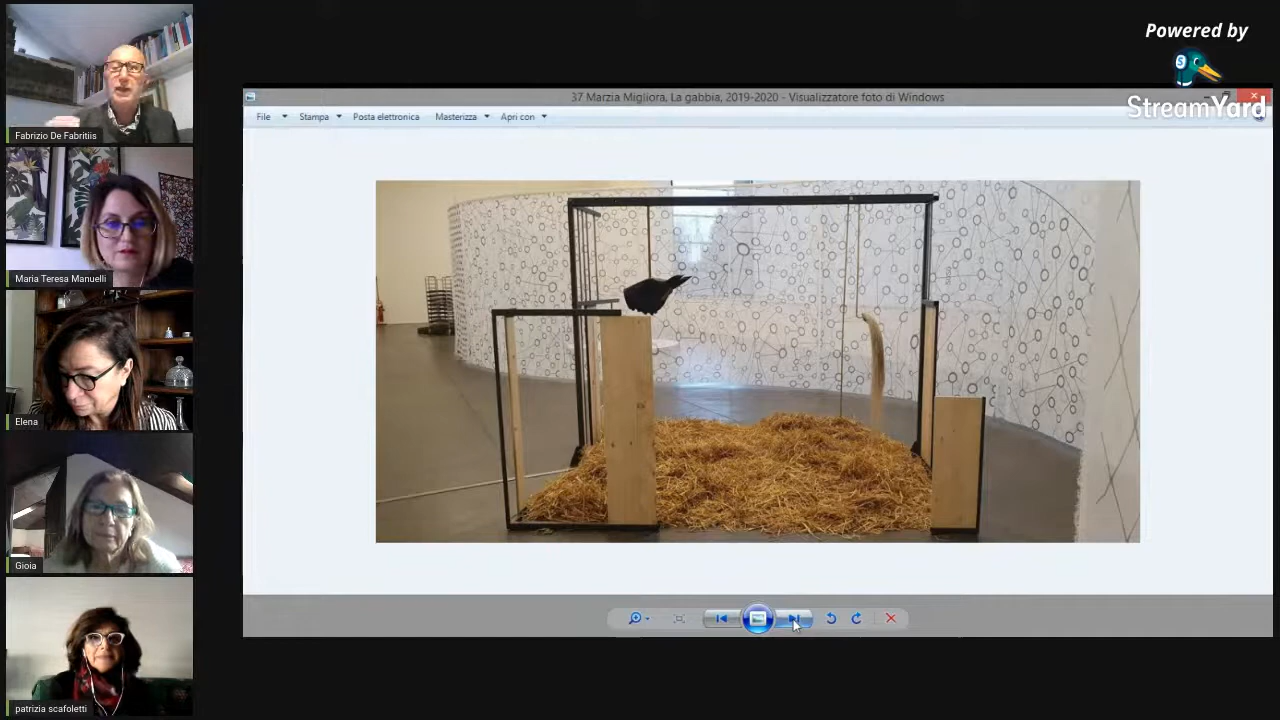 Powered by
StreamYard
37 Marzia Migliora, La gabbia, 2019-2020 - Visualizzatore foto di Windows
File Stampa Posta elettronica Masterizza Apri con
Fabrizio De Fabritiis
Maria Teresa Manuelli
Elena
Gioia
patrizia scafoletti